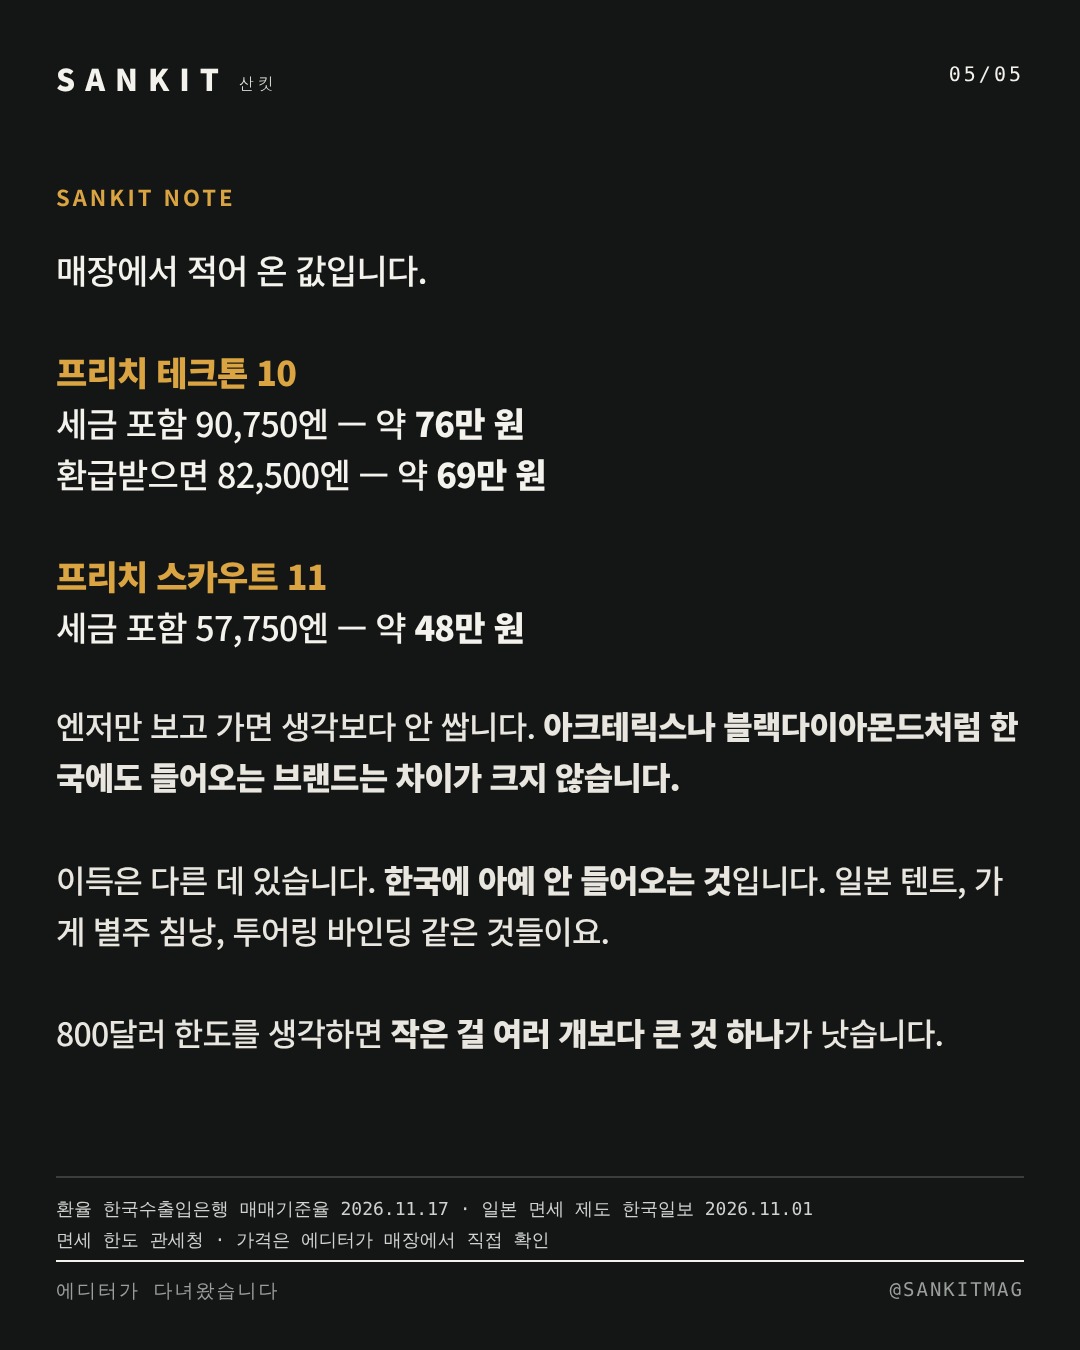 SANKIT 산킷
05/05
SANKIT NOTE
매장에서 적어 온 값입니다.
프리치 테크톤 10
세금 포함 90,750엔 — 약 76만 원
환급받으면 82,500엔 — 약 69만 원
프리치 스카우트 11
세금 포함 57,750엔 — 약 48만 원
엔저만 보고 가면 생각보다 안 쌉니다. 아크테릭스나 블랙다이아몬드처럼 한
국에도 들어오는 브랜드는 차이가 크지 않습니다.
이득은 다른 데 있습니다. 한국에 아예 안 들어오는 것입니다. 일본 텐트, 가
게 별주 침낭, 투어링 바인딩 같은 것들이요.
800달러 한도를 생각하면 작은 걸 여러 개보다 큰 것 하나가 낫습니다.
환율 한국수출입은행 매매기준율 2026.11.17 · 일본 면세 제도 한국일보 2026.11.01
면세 한도 관세청 · 가격은 에디터가 매장에서 직접 확인
에디터가 다녀왔습니다
@SANKITMAG